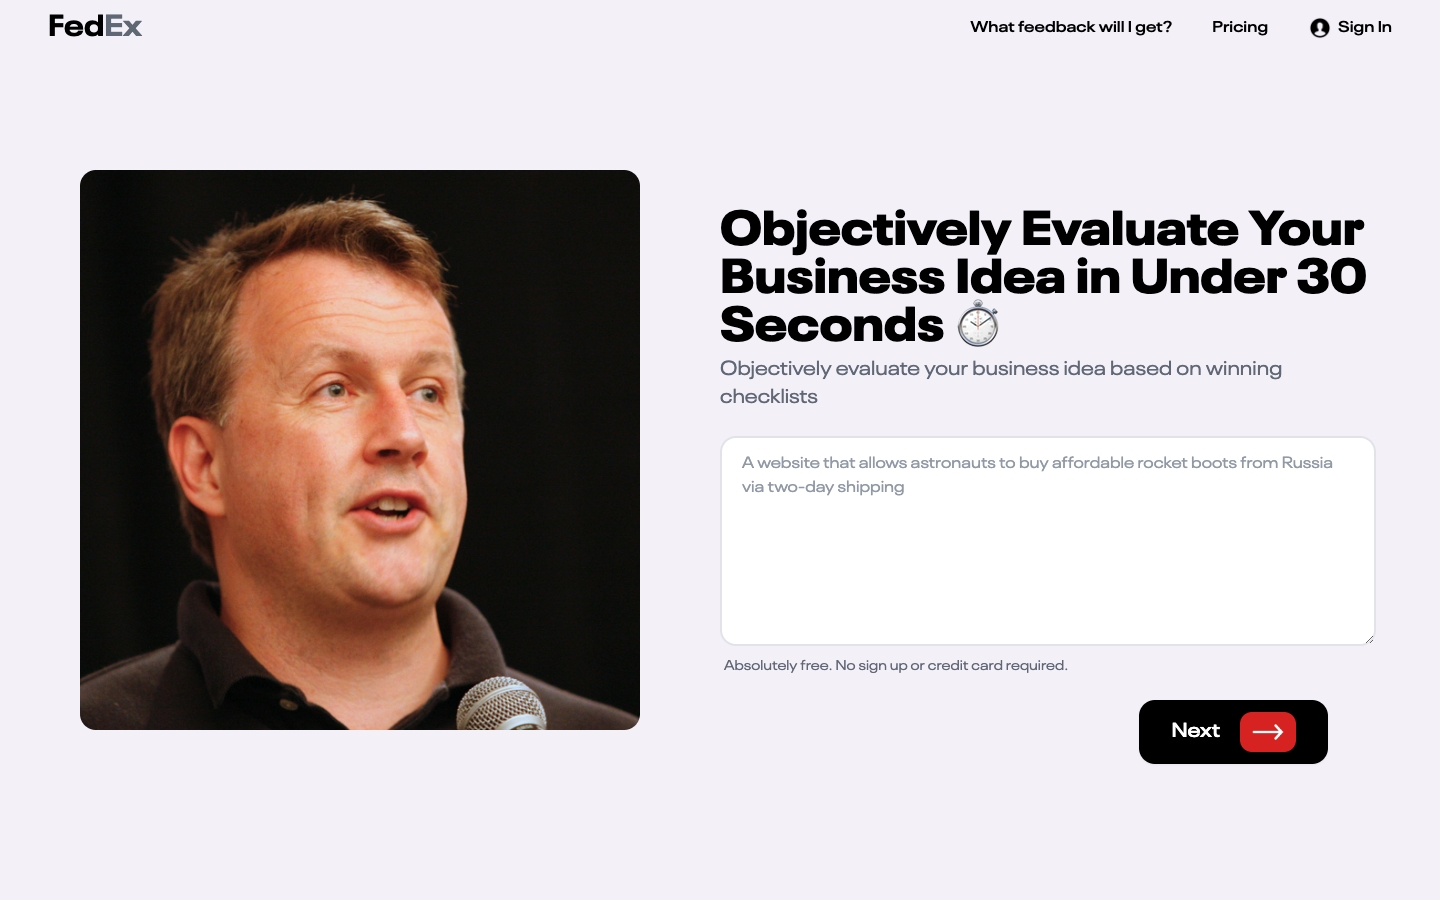 FedEx
What feedback will I get?
Pricing
Sign In
Objectively Evaluate Your
Business Idea in Under 30
Seconds ⏱️
Objectively evaluate your business idea based on winning
checklists
A website that allows astronauts to buy affordable rocket boots from Russia
via two-day shipping
Absolutely free. No sign up or credit card required.
Next